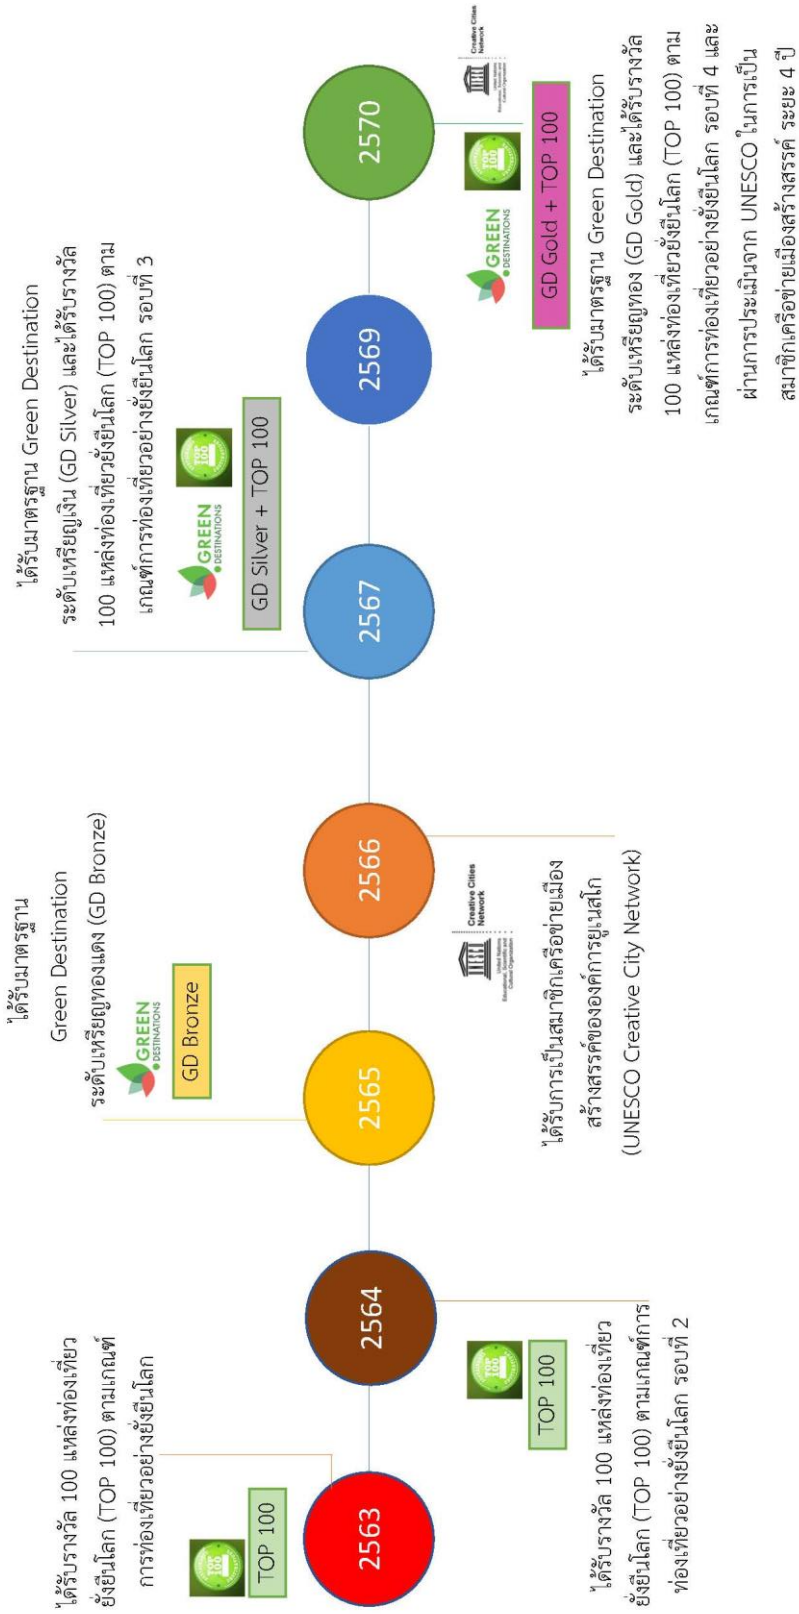 ได้รับรางวัล 100 แหล่งท่องเที่ยว
ยั่งยืนโลก (TOP 100) ตามเกณฑ์
การท่องเที่ยวอย่างยั่งยืนโลก
TOP 100
TOP 100
2563
2564
TOP 100
TOP 100
ได้รับรางวัล 100 แหล่งท่องเที่ยว
ยั่งยืนโลก (TOP 100) ตามเกณฑ์การ
ท่องเที่ยวอย่างยั่งยืนโลก รอบที่ 2
ได้รับมาตรฐาน
Green Destination
ระดับเหรียญทองแดง (GD Bronze)
GREEN
DESTINATIONS
GD Bronze
2565
2566
United Nations
Educational, Scientific and
Cultural Organization
Creative Cities
Network
ได้รับการเป็นสมาชิกเครือข่ายเมือง
สร้างสรรค์ขององค์การยูเนสโก
(UNESCO Creative City Network)
ได้รับมาตรฐาน Green Destination
ระดับเหรียญเงิน (GD Silver) และได้รับรางวัล
100 แหล่งท่องเที่ยวยั่งยืนโลก (TOP 100) ตาม
เกณฑ์การท่องเที่ยวอย่างยั่งยืนโลก รอบที่ 3
GREEN
DESTINATIONS
TOP 100
GD Silver + TOP 100
2567
2569
2570
United Nations
Educational, Scientific and
Cultural Organization
Creative Cities
Network
GREEN
DESTINATIONS
TOP 100
GD Gold + TOP 100
ได้รับมาตรฐาน Green Destination
ระดับเหรียญทอง (GD Gold) และได้รับรางวัล
100 แหล่งท่องเที่ยวยั่งยืนโลก (TOP 100) ตาม
เกณฑ์การท่องเที่ยวอย่างยั่งยืนโลก รอบที่ 4 และ
ผ่านการประเมินจาก UNESCO ในการเป็น
สมาชิกเครือข่ายเมืองสร้างสรรค์ ระยะ 4 ปี